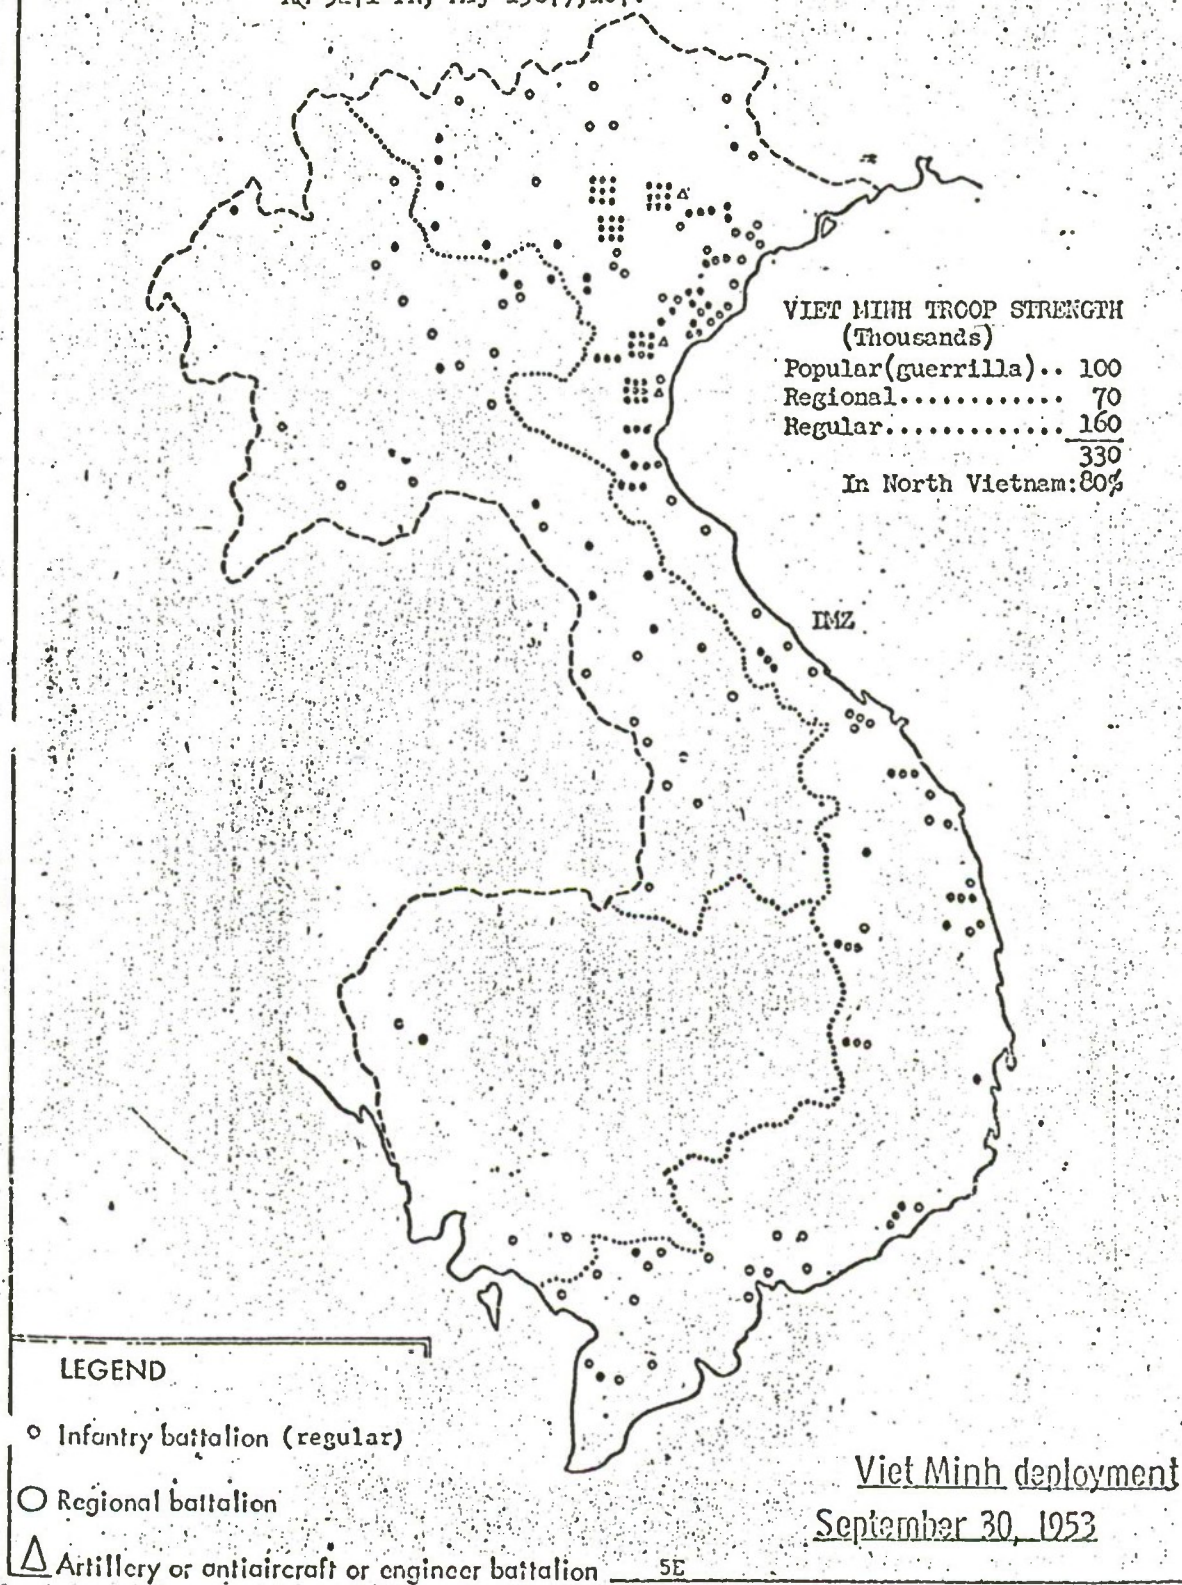 VIET MINH TROOP STRENGTH
(Thousands)
Popular(guerrilla).. 100
Regional............ 70
Regular............. 160
330
In North Vietnam:80%
DMZ
LEGEND
Infantry battalion (regular)
Regional battalion
Artillery or antiaircraft or engineer battalion
5E
Viet Minh deployment
September 30, 1953